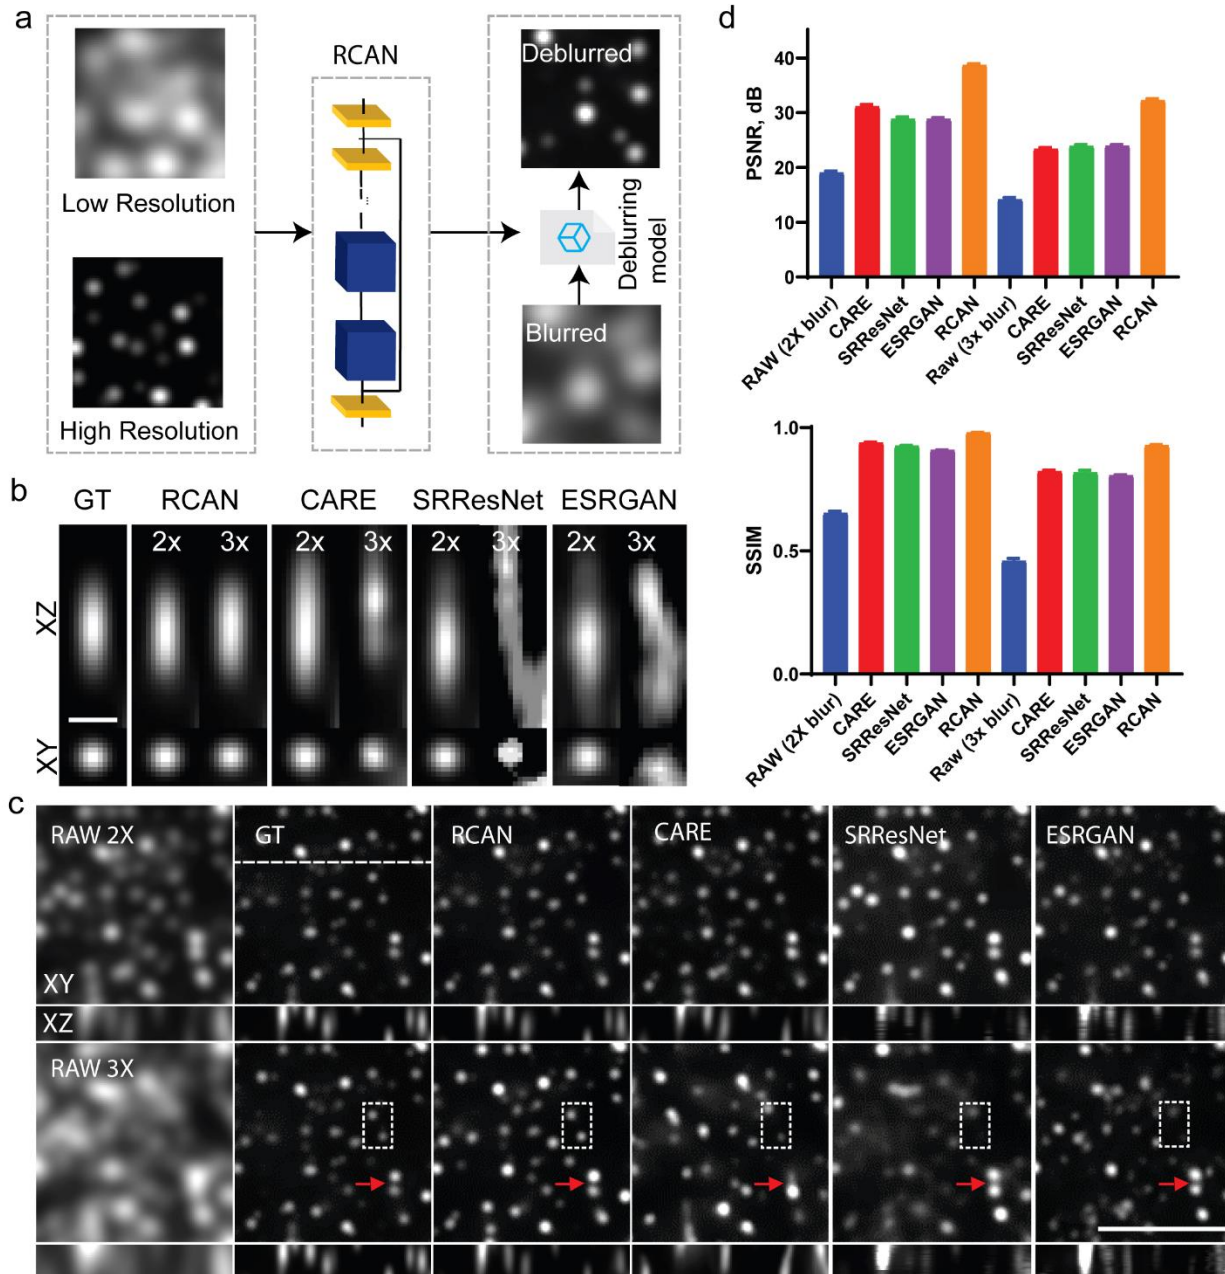 a
Low Resolution
High Resolution
RCAN
...
Deblurred
Deblurring
model
Blurred
b
GT RCAN CARE SRResNet ESRGAN
2x 3x 2x 3x 2x 3x 2x 3x
XZ
XY
c
RAW 2X GT RCAN CARE SRResNet ESRGAN
XY
XZ
RAW 3X
d
PSNR, dB
40
30
20
10
0
RAW (2X blur)
CARE
SRResNet
ESRGAN
RCAN
Raw (3x blur)
CARE
SRResNet
ESRGAN
RCAN
SSIM
1.0
0.5
0.0
RAW (2X blur)
CARE
SRResNet
ESRGAN
RCAN
Raw (3x blur)
CARE
SRResNet
ESRGAN
RCAN